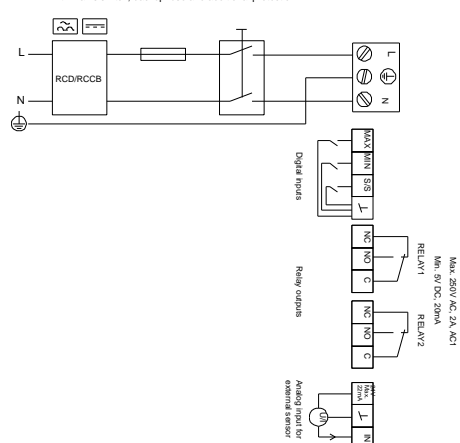 L
RCD/RCCB
N
L
N
MAX
MIN
S/S
Digital inputs
NC
NO
C
RELAY1
Relay outputs
NC
NO
C
RELAY2
Max. 250V AC, 2A, AC1
Min. 5V DC, 20mA
Max.
22mA
IN
U/I
Analog input for
external sensor